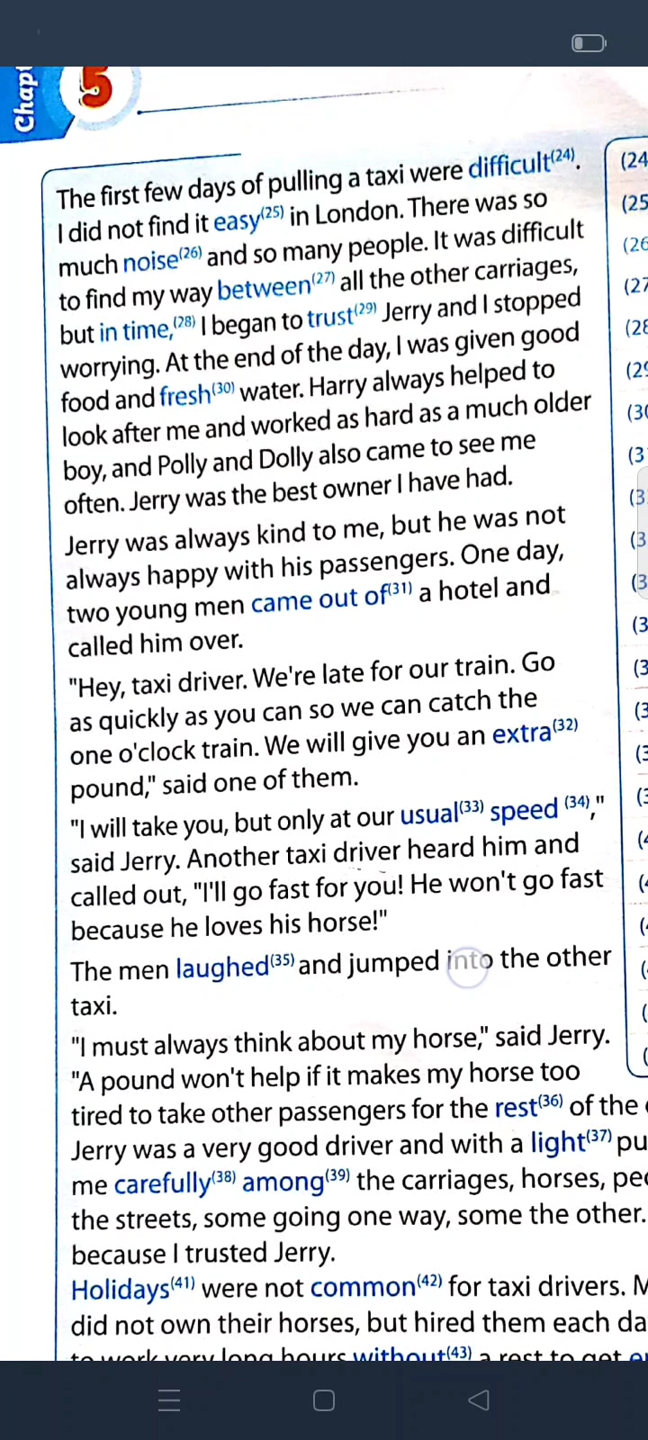 5
The first few days of pulling a taxi were difficult(24).
I did not find it easy(25) in London. There was so
much noise(26) and so many people. It was difficult
to find my way between(27) all the other carriages,
but in time,(28) I began to trust(29) Jerry and I stopped
worrying. At the end of the day, I was given good
food and fresh(30) water. Harry always helped to
look after me and worked as hard as a much older
boy, and Polly and Dolly also came to see me
often. Jerry was the best owner I have had.
Jerry was always kind to me, but he was not
always happy with his passengers. One day,
two young men came out of(31) a hotel and
called him over.
"Hey, taxi driver. We're late for our train. Go
as quickly as you can so we can catch the
one o'clock train. We will give you an extra(32)
pound," said one of them.
"I will take you, but only at our usual(33) speed (34),"
said Jerry. Another taxi driver heard him and
called out, "I'll go fast for you! He won't go fast
because he loves his horse!"
The men laughed(35) and jumped into the other
taxi.
"I must always think about my horse," said Jerry.
"A pound won't help if it makes my horse too
tired to take other passengers for the rest(36) of the
Jerry was a very good driver and with a light(37) pu
me carefully(38) among(39) the carriages, horses, pe
the streets, some going one way, some the other.
because I trusted Jerry.
Holidays(41) were not common(42) for taxi drivers. M
did not own their horses, but hired them each da
to work very long hours without(43) a rest to get